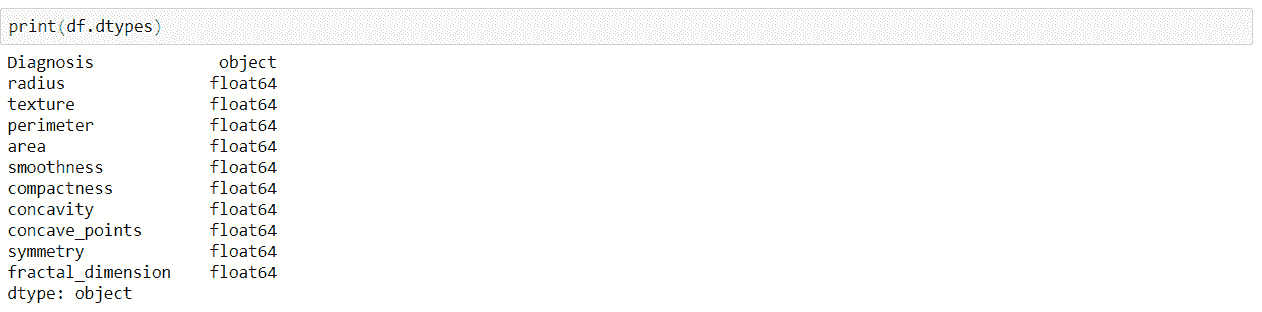 print(df.dtypes)
Diagnosis object
radius float64
texture float64
perimeter float64
area float64
smoothness float64
compactness float64
concavity float64
concave_points float64
symmetry float64
fractal_dimension float64
dtype: object